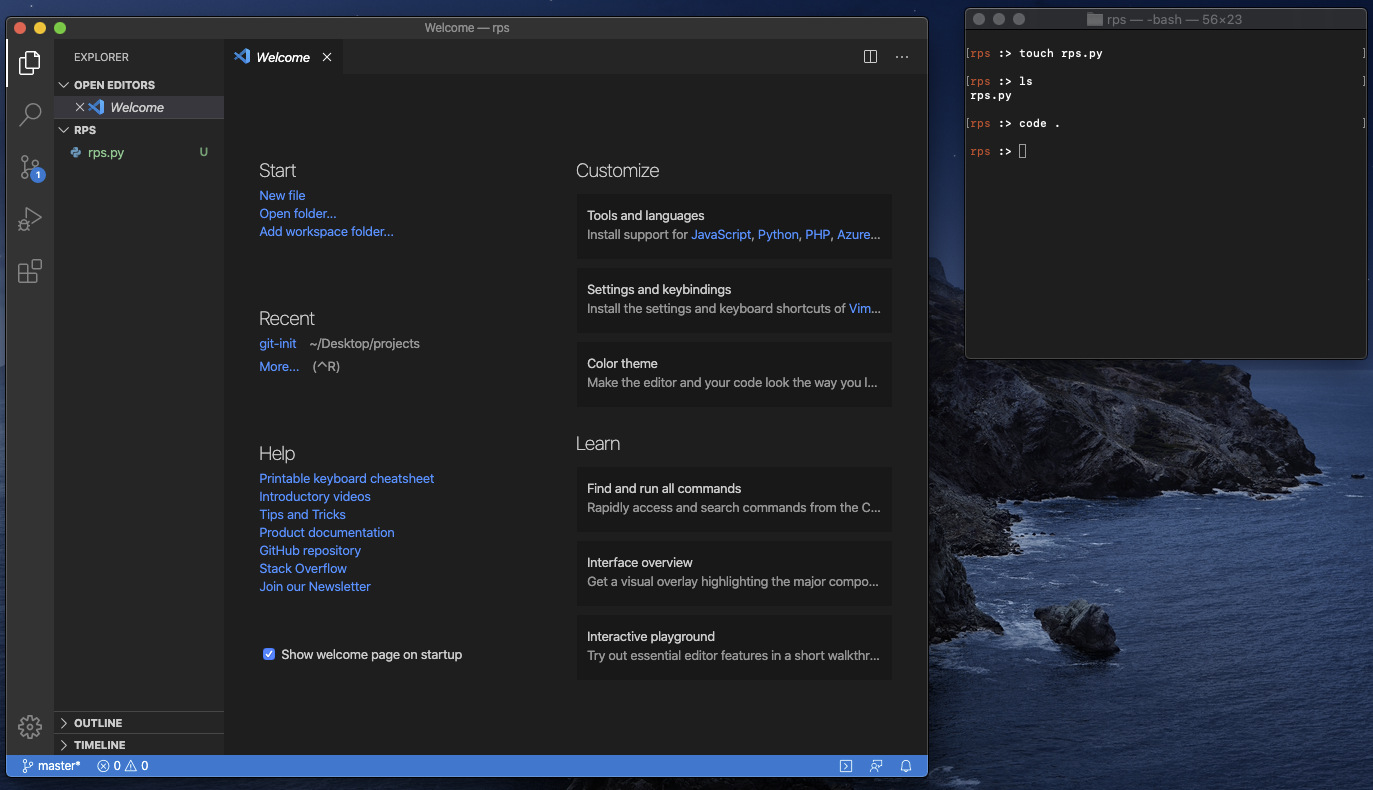 Welcome — rps
EXPLORER
OPEN EDITORS
Welcome
RPS
rps.py U
OUTLINE
TIMELINE
Welcome
Start
New file
Open folder...
Add workspace folder...
Recent
git-init ~/Desktop/projects
More... (^R)
Help
Printable keyboard cheatsheet
Introductory videos
Tips and Tricks
Product documentation
GitHub repository
Stack Overflow
Join our Newsletter
Show welcome page on startup
Customize
Tools and languages
Install support for JavaScript, Python, PHP, Azure...
Settings and keybindings
Install the settings and keyboard shortcuts of Vim...
Color theme
Make the editor and your code look the way you l...
Learn
Find and run all commands
Rapidly access and search commands from the C...
Interface overview
Get a visual overlay highlighting the major compo...
Interactive playground
Try out essential editor features in a short walkthr...
1
master* 0 0
rps — -bash — 56×23
[rps :> touch rps.py ]
[rps :> ls ]
rps.py
[rps :> code . ]
rps :>